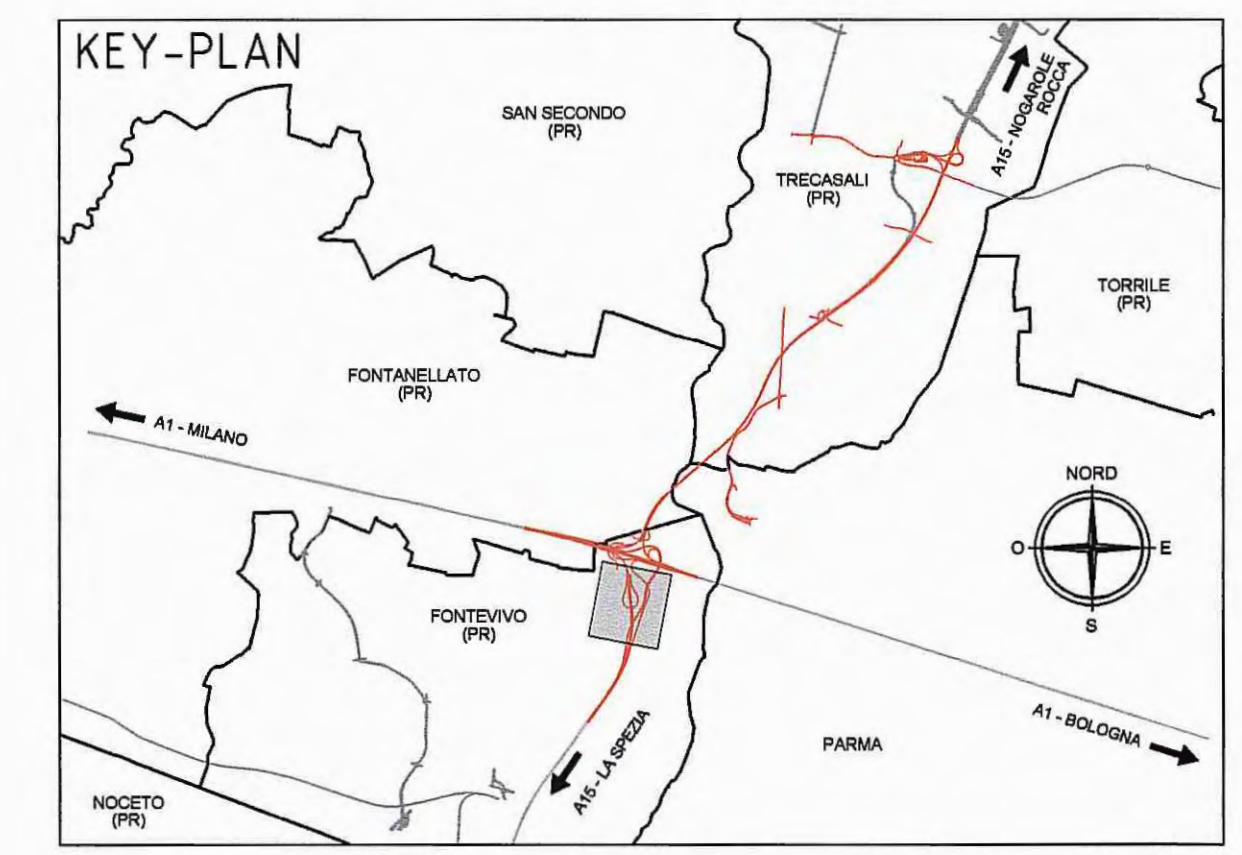 KEY-PLAN
SAN SECONDO
(PR)
A15 - NOGAROLE
ROCCA
TRECASALI
(PR)
TORRILE
(PR)
FONTANELLATO
(PR)
A1 - MILANO
NORD
O
E
S
FONTEVIVO
(PR)
A15 - LA SPEZIA
A1 - BOLOGNA
PARMA
NOCETO
(PR)